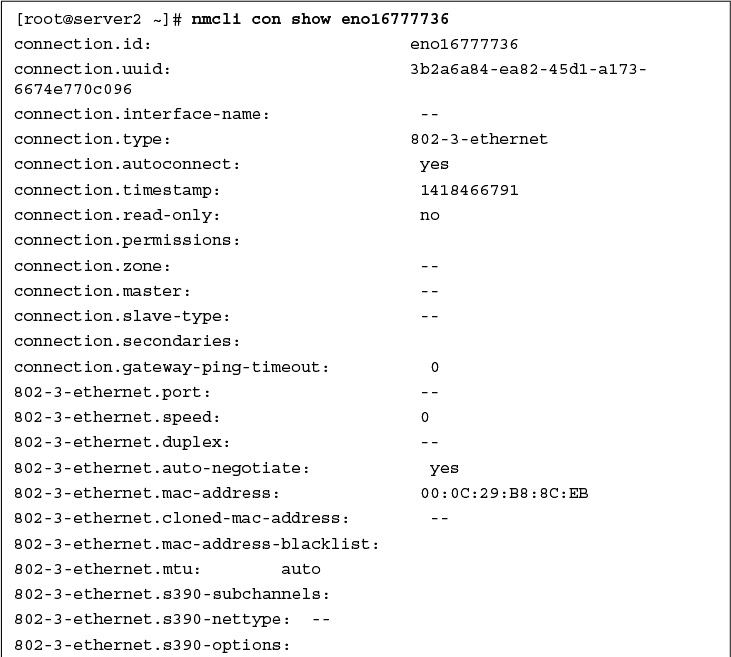 [root@server2 ~]# nmcli con show eno16777736
connection.id: eno16777736
connection.uuid: 3b2a6a84-ea82-45d1-a173-
6674e770c096
connection.interface-name: --
connection.type: 802-3-ethernet
connection.autoconnect: yes
connection.timestamp: 1418466791
connection.read-only: no
connection.permissions:
connection.zone: --
connection.master: --
connection.slave-type: --
connection.secondaries:
connection.gateway-ping-timeout: 0
802-3-ethernet.port: --
802-3-ethernet.speed: 0
802-3-ethernet.duplex: --
802-3-ethernet.auto-negotiate: yes
802-3-ethernet.mac-address: 00:0C:29:B8:8C:EB
802-3-ethernet.cloned-mac-address: --
802-3-ethernet.mac-address-blacklist:
802-3-ethernet.mtu: auto
802-3-ethernet.s390-subchannels:
802-3-ethernet.s390-nettype: --
802-3-ethernet.s390-options: